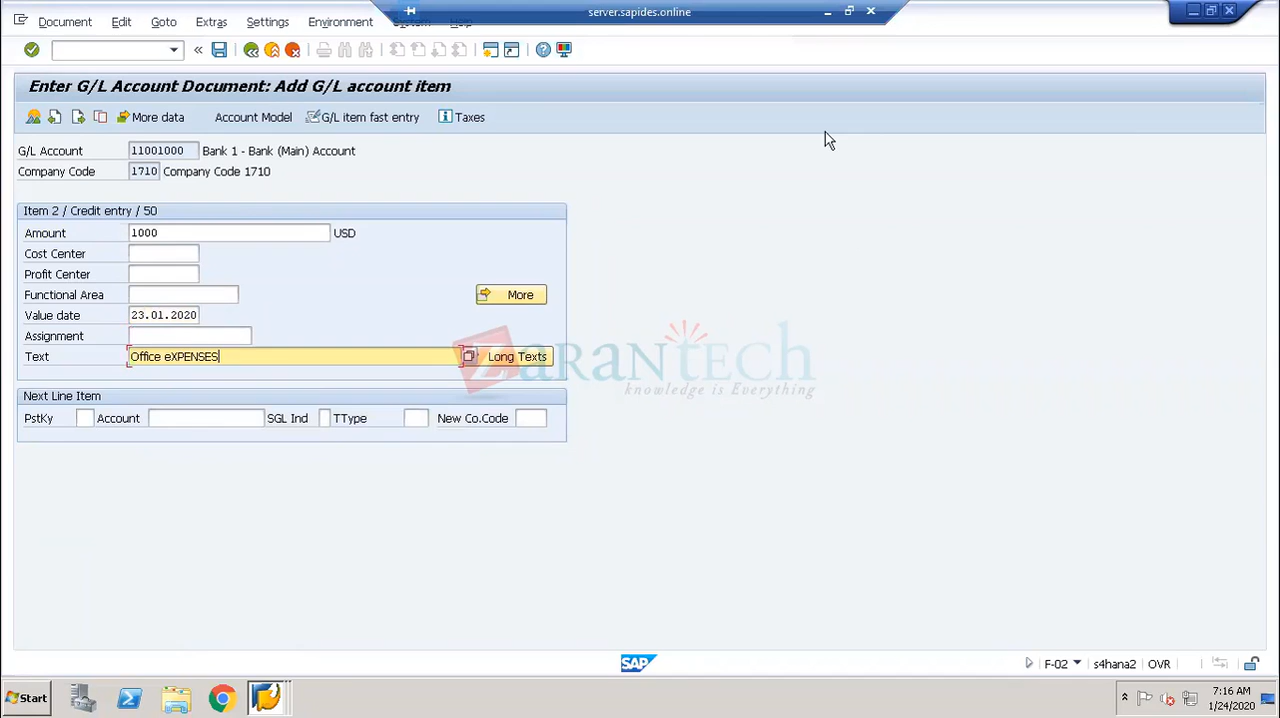 server.sapides.online
Document Edit Goto Extras Settings Environment System Help
Enter G/L Account Document: Add G/L account item
More data Account Model G/L item fast entry Taxes
G/L Account 11001000 Bank 1 - Bank (Main) Account
Company Code 1710 Company Code 1710
Item 2 / Credit entry / 50
Amount 1000 USD
Cost Center
Profit Center
Functional Area More
Value date 23.01.2020
Assignment
Text Office eXPENSES Long Texts
ZaranTech
knowledge is Everything
Next Line Item
PstKy Account SGL Ind TType New Co.Code
SAP F-02 s4hana2 OVR
Start 7:16 AM
1/24/2020